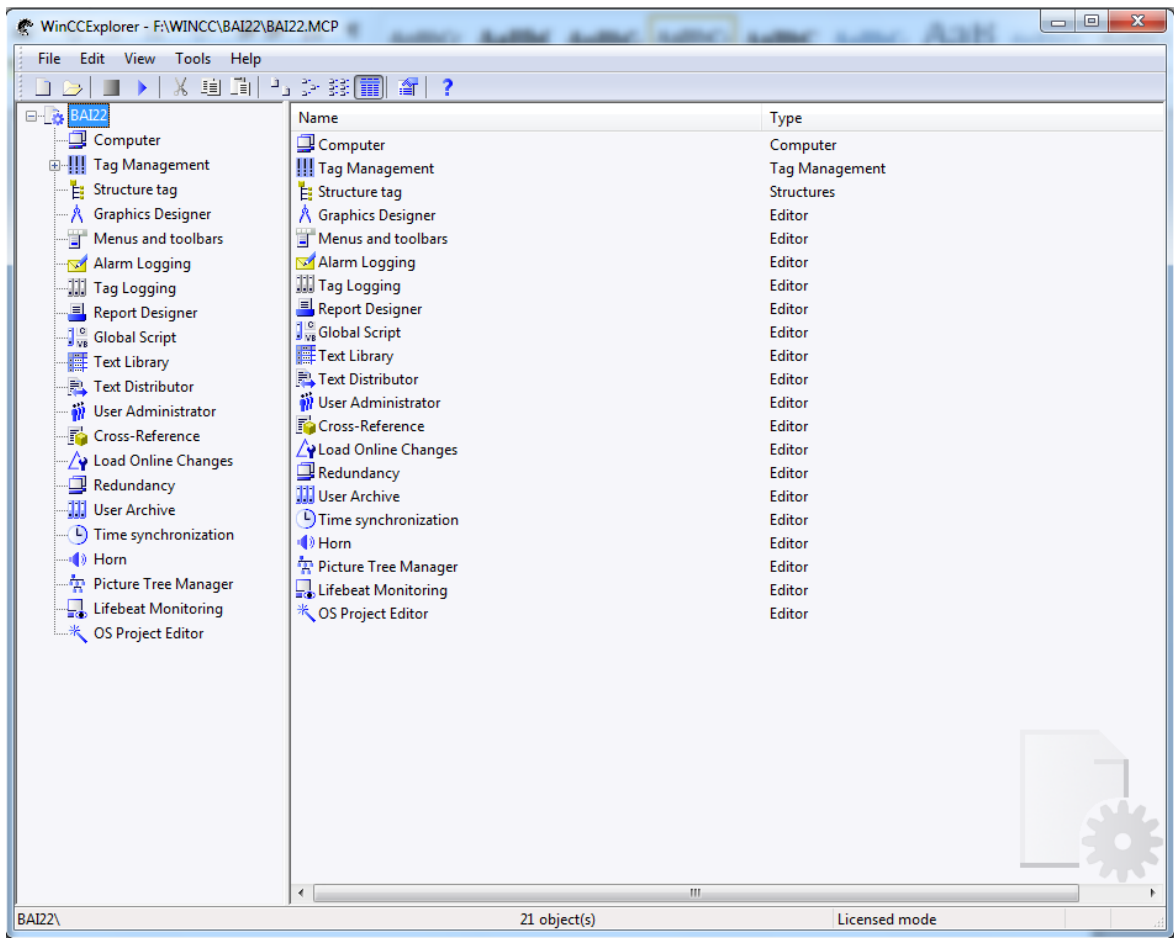 WinCCExplorer - F:\WINCC\BAI22\BAI22.MCP
File Edit View Tools Help
BAI22
Computer
Tag Management
Structure tag
Graphics Designer
Menus and toolbars
Alarm Logging
Tag Logging
Report Designer
Global Script
Text Library
Text Distributor
User Administrator
Cross-Reference
Load Online Changes
Redundancy
User Archive
Time synchronization
Horn
Picture Tree Manager
Lifebeat Monitoring
OS Project Editor
Name Type
Computer Computer
Tag Management Tag Management
Structure tag Structures
Graphics Designer Editor
Menus and toolbars Editor
Alarm Logging Editor
Tag Logging Editor
Report Designer Editor
Global Script Editor
Text Library Editor
Text Distributor Editor
User Administrator Editor
Cross-Reference Editor
Load Online Changes Editor
Redundancy Editor
User Archive Editor
Time synchronization Editor
Horn Editor
Picture Tree Manager Editor
Lifebeat Monitoring Editor
OS Project Editor Editor
BAI22\ 21 object(s) Licensed mode